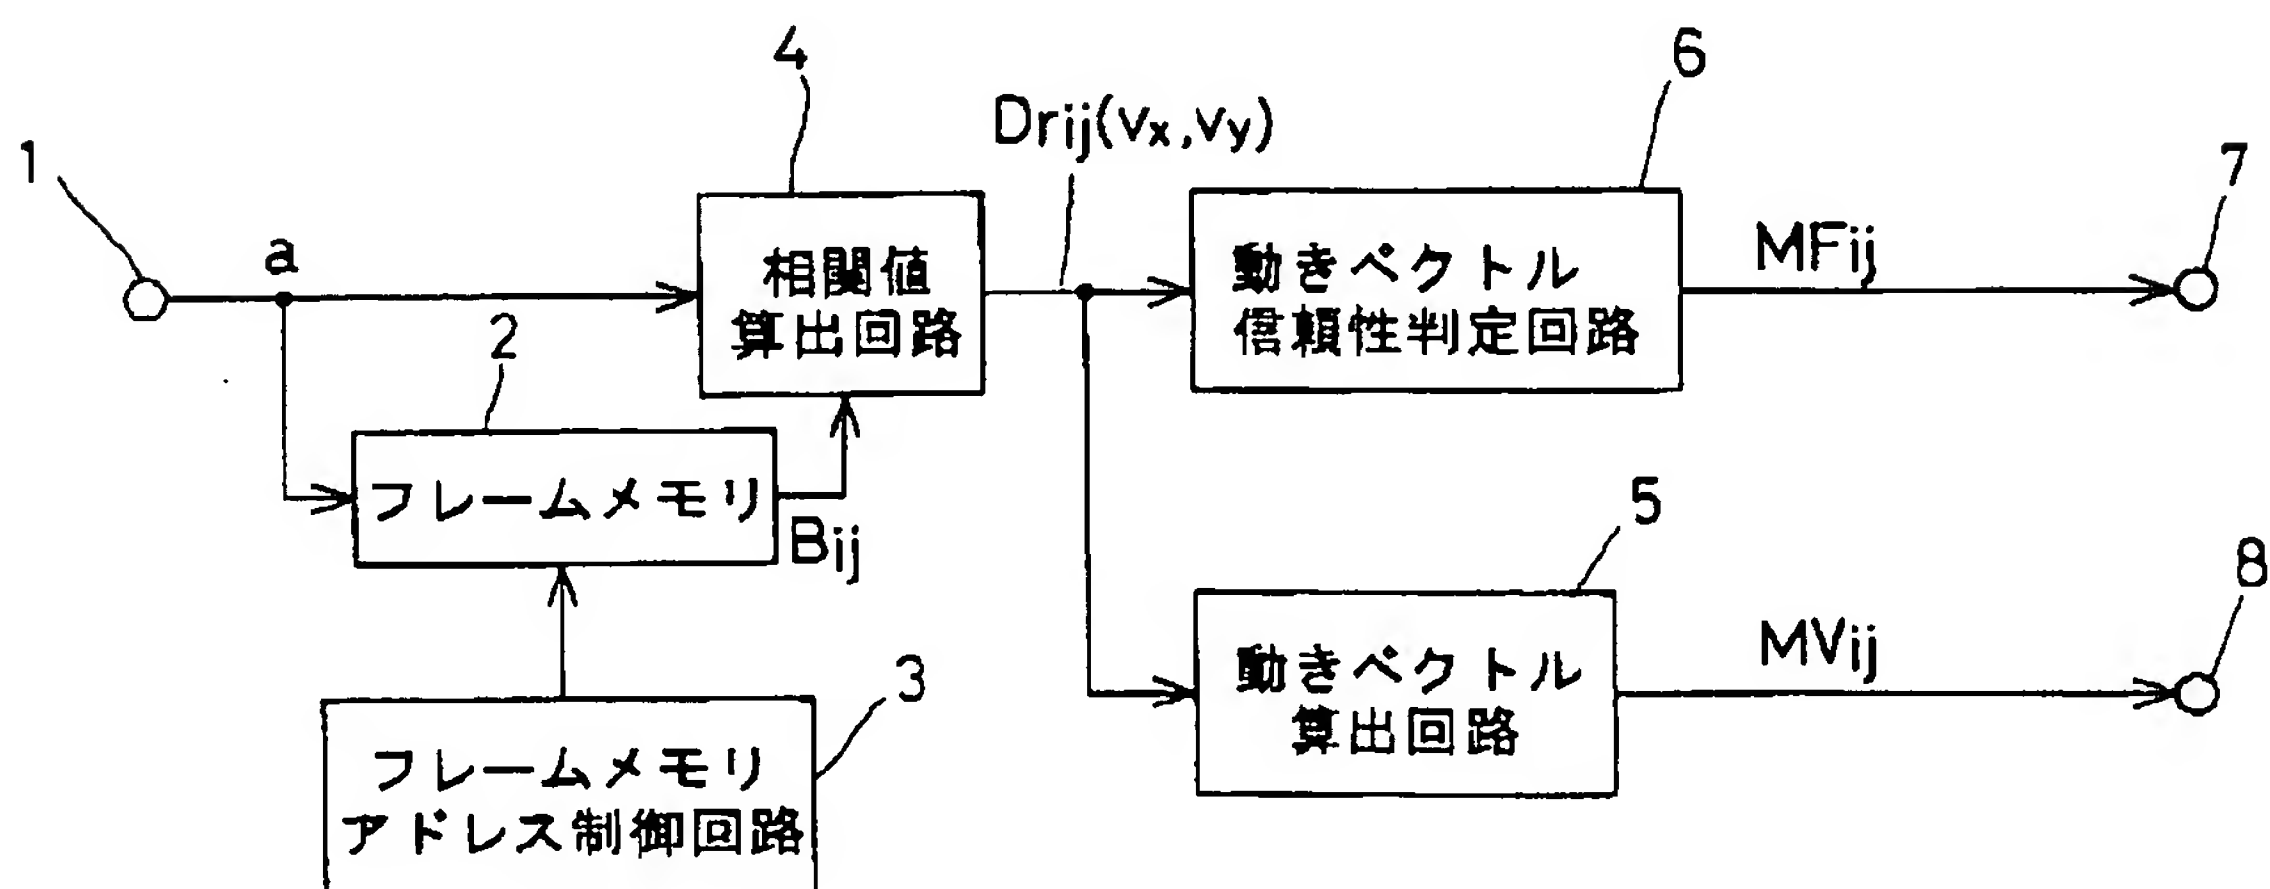 4
6
Drij(vx,vy)
1
7
a
相関値
算出回路
動きベクトル
信頼性判定回路
MFij
2
フレームメモリ
Bij
5
8
3
動きベクトル
算出回路
MVij
フレームメモリ
アドレス制御回路